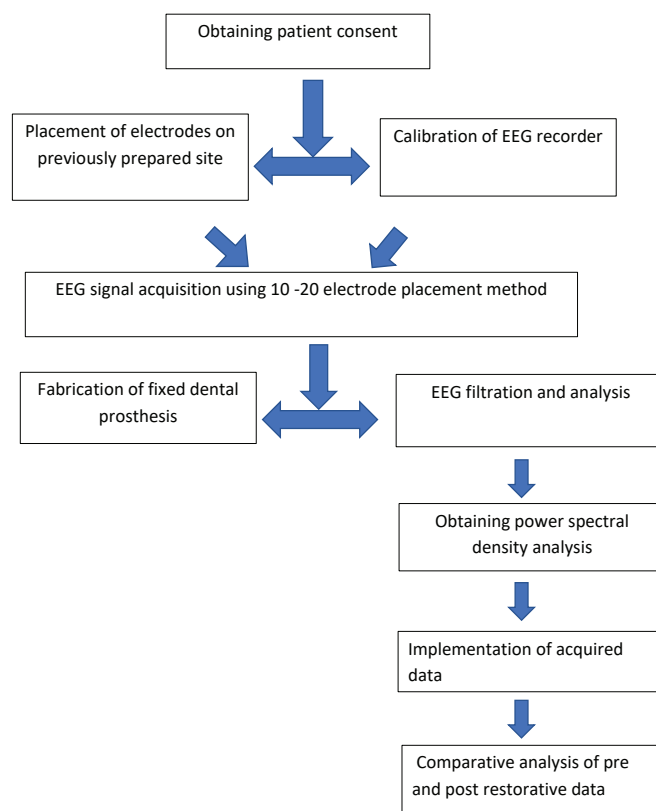 Obtaining patient consent
Placement of electrodes on
previously prepared site
Calibration of EEG recorder
EEG signal acquisition using 10 -20 electrode placement method
Fabrication of fixed dental
prosthesis
EEG filtration and analysis
Obtaining power spectral
density analysis
Implementation of acquired
data
Comparative analysis of pre
and post restorative data